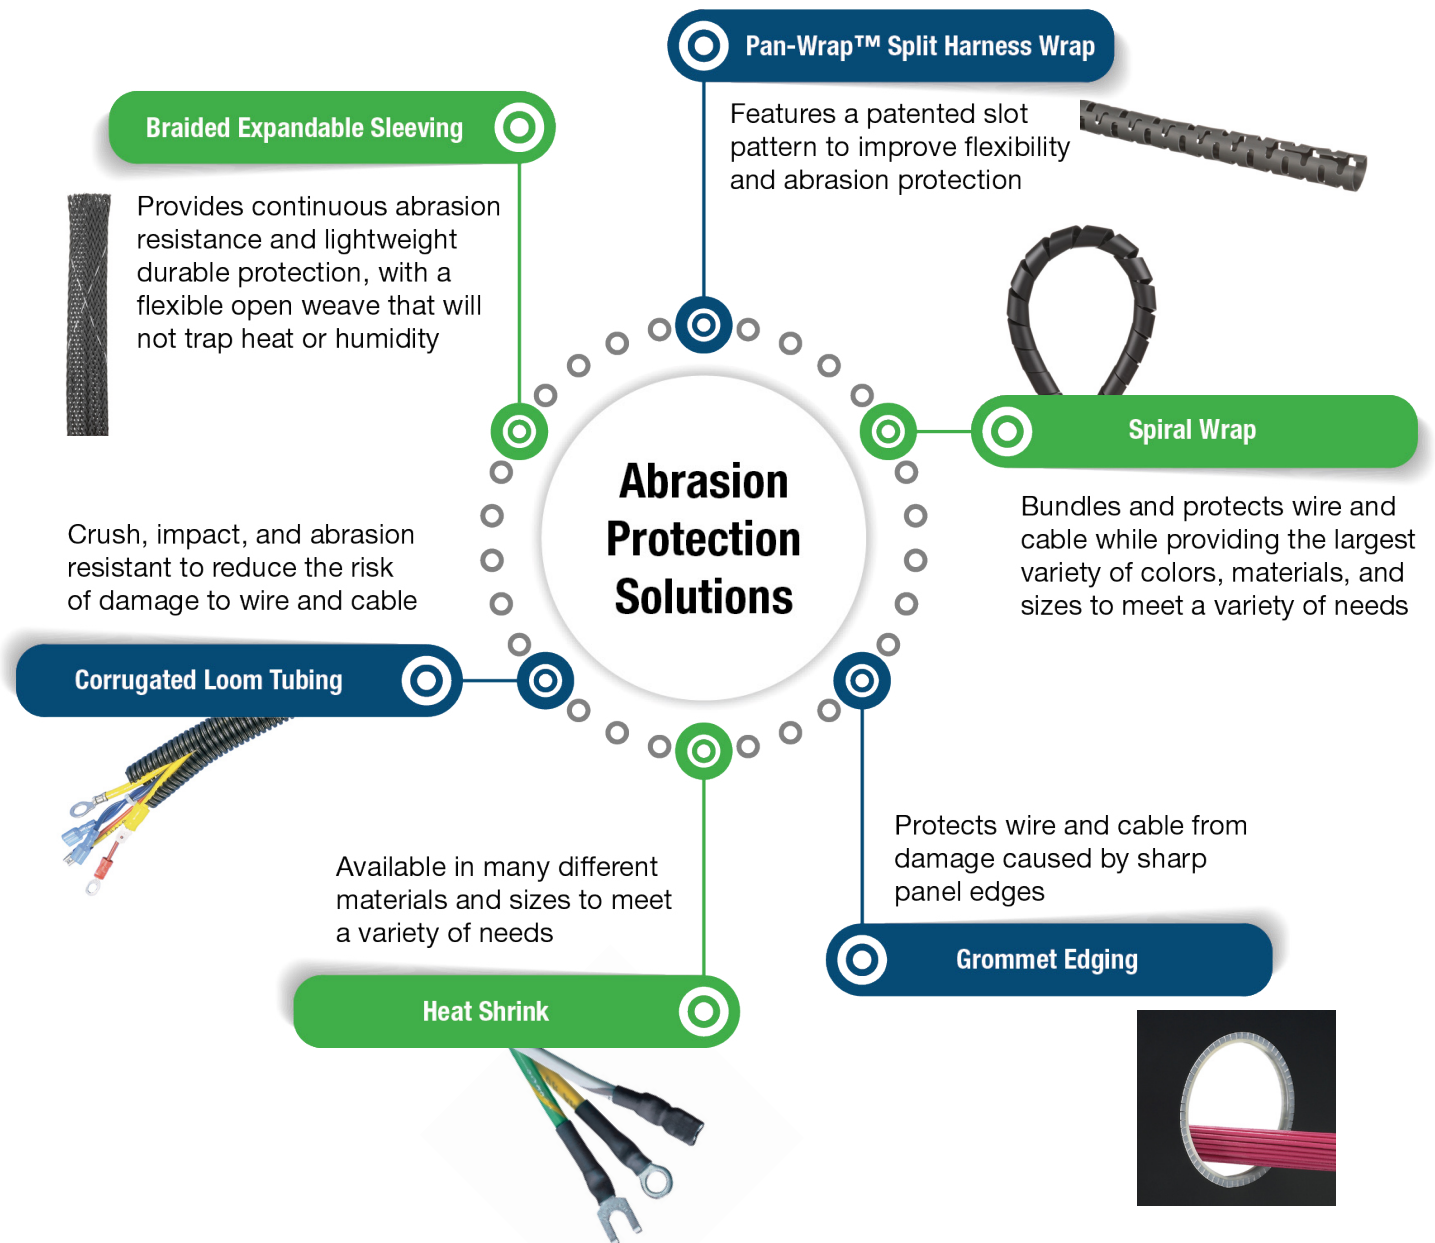 Pan-Wrap™ Split Harness Wrap
Features a patented slot
pattern to improve flexibility
and abrasion protection
Braided Expandable Sleeving
Provides continuous abrasion
resistance and lightweight
durable protection, with a
flexible open weave that will
not trap heat or humidity
Spiral Wrap
Bundles and protects wire and
cable while providing the largest
variety of colors, materials, and
sizes to meet a variety of needs
Abrasion
Protection
Solutions
Crush, impact, and abrasion
resistant to reduce the risk
of damage to wire and cable
Corrugated Loom Tubing
Protects wire and cable from
damage caused by sharp
panel edges
Grommet Edging
Available in many different
materials and sizes to meet
a variety of needs
Heat Shrink